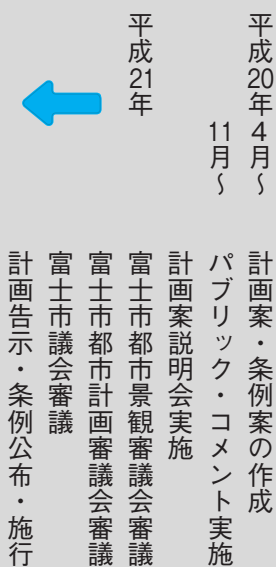 平成20年4月～ 計画案・条例案の作成
11月～ パブリック・コメント実施
計画案説明会実施
平成21年 富士市都市景観審議会審議
富士市都市計画審議会審議
富士市議会審議
計画告示・条例公布・施行